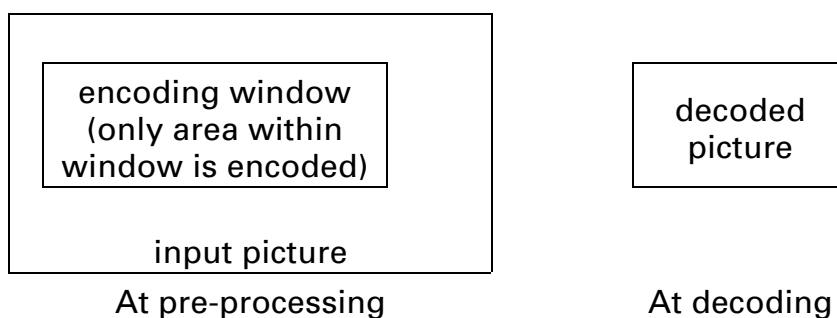 encoding window
(only area within
window is encoded)
input picture
At pre-processing
decoded
picture
At decoding